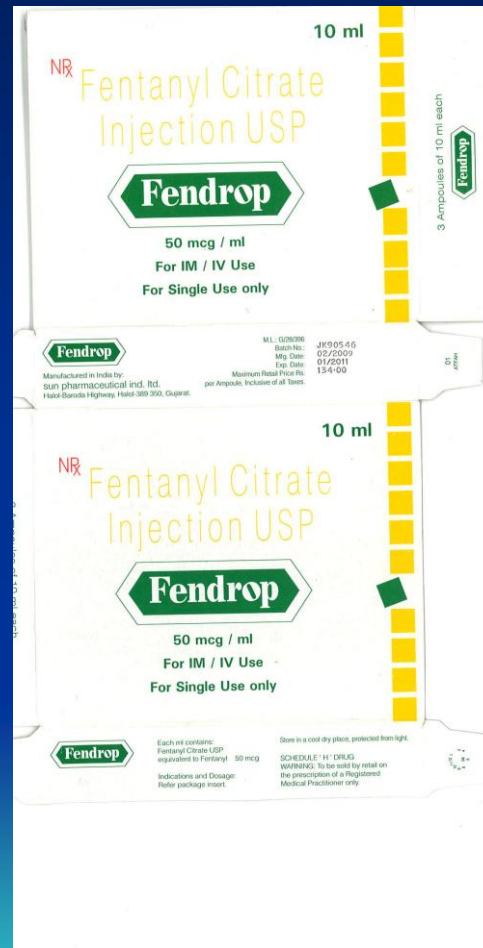 10 ml
NRx
Fentanyl Citrate
Injection USP
Fendrop
50 mcg / ml
For IM / IV Use
For Single Use only
3 Ampoules of 10 ml each
Fendrop
Fendrop
Manufactured in India by:
sun pharmaceutical ind. ltd.
Halol-Baroda Highway, Halol-389 350, Gujarat.
M.L.: G/28/396
Batch No.: JK90546
Mfg. Date: 02/2009
Exp. Date: 01/2011
Maximum Retail Price Rs. 134.00
per Ampoule, Inclusive of all Taxes.
10 ml
NRx
Fentanyl Citrate
Injection USP
Fendrop
50 mcg / ml
For IM / IV Use
For Single Use only
Fendrop
Each ml contains:
Fentanyl Citrate USP
equivalent to Fentanyl 50 mcg
Indications and Dosage:
Refer package insert.
Store in a cool dry place, protected from light.
SCHEDULE ' H ' DRUG
WARNING: To be sold by retail on
the prescription of a Registered
Medical Practitioner only.